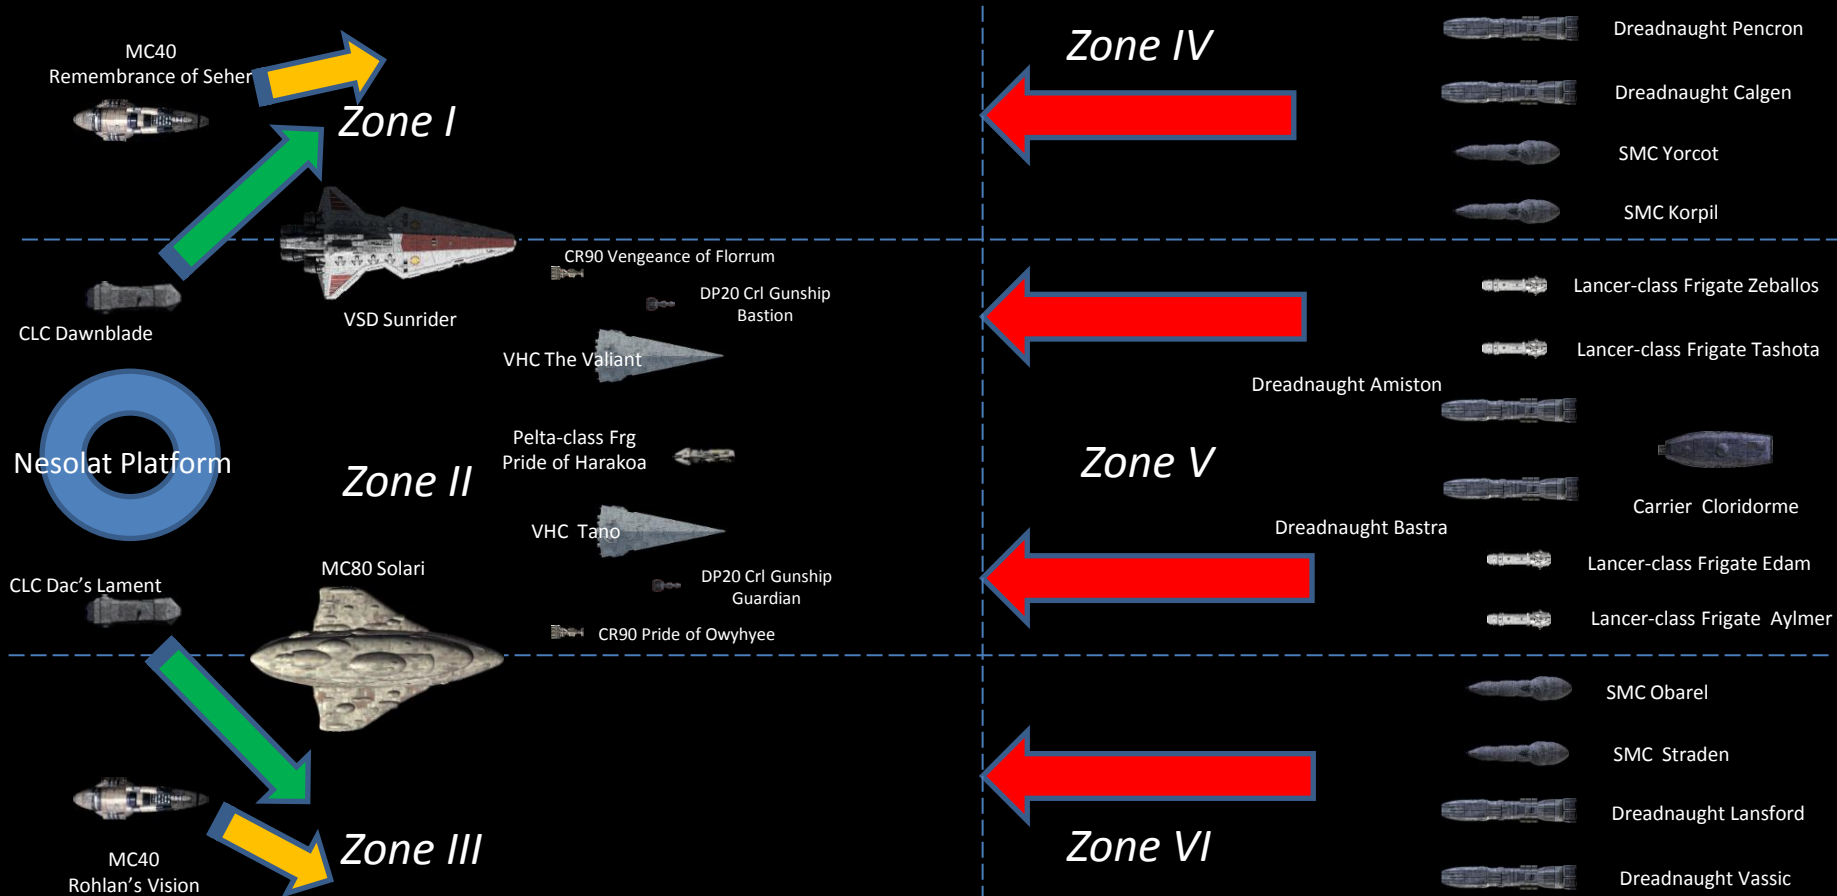 MC40
Remembrance of Seher
Zone I
Zone IV
Dreadnaught Pencron
Dreadnaught Calgen
SMC Yorcot
SMC Korpil
CLC Dawnblade
VSD Sunrider
CR90 Vengeance of Florrum
DP20 Crl Gunship
Bastion
VHC The Valiant
Nesolat Platform
Zone II
Pelta-class Frg
Pride of Harakoa
VHC Tano
MC80 Solari
CLC Dac's Lament
DP20 Crl Gunship
Guardian
CR90 Pride of Owyhyee
Lancer-class Frigate Zeballos
Lancer-class Frigate Tashota
Dreadnaught Amiston
Zone V
Carrier Cloridorme
Dreadnaught Bastra
Lancer-class Frigate Edam
Lancer-class Frigate Aylmer
MC40
Rohlan's Vision
Zone III
Zone VI
SMC Obarel
SMC Straden
Dreadnaught Lansford
Dreadnaught Vassic